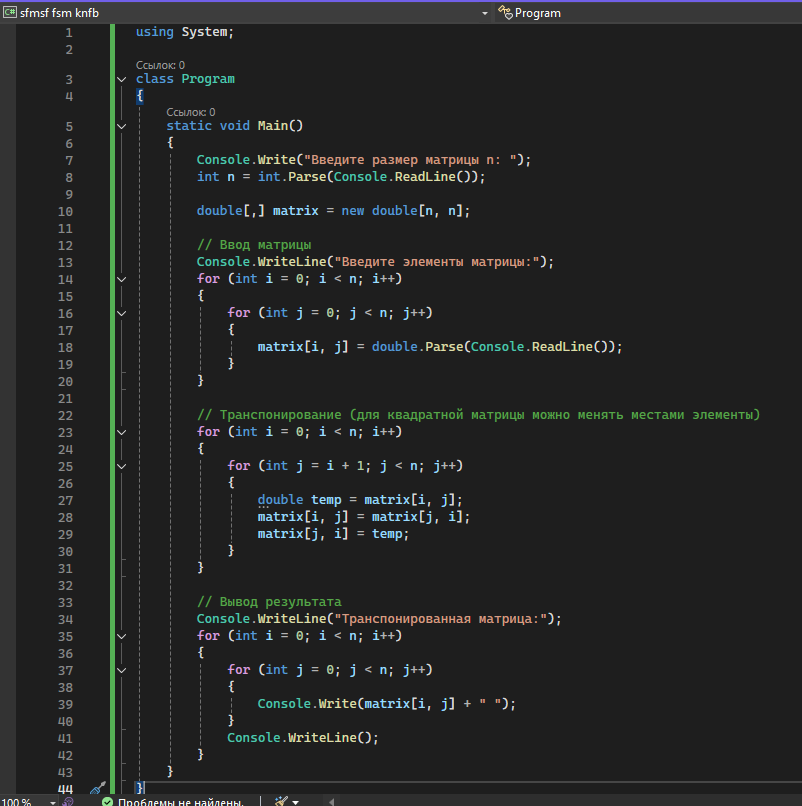 C# sfmsf fsm knfb Program
1 using System;
2
Ссылок: 0
3 class Program
4 {
Ссылок: 0
5     static void Main()
6     {
7         Console.Write("Введите размер матрицы n: ");
8         int n = int.Parse(Console.ReadLine());
9
10         double[,] matrix = new double[n, n];
11
12         // Ввод матрицы
13         Console.WriteLine("Введите элементы матрицы:");
14         for (int i = 0; i < n; i++)
15         {
16             for (int j = 0; j < n; j++)
17             {
18                 matrix[i, j] = double.Parse(Console.ReadLine());
19             }
20         }
21
22         // Транспонирование (для квадратной матрицы можно менять местами элементы)
23         for (int i = 0; i < n; i++)
24         {
25             for (int j = i + 1; j < n; j++)
26             {
27                 double temp = matrix[i, j];
28                 matrix[i, j] = matrix[j, i];
29                 matrix[j, i] = temp;
30             }
31         }
32
33         // Вывод результата
34         Console.WriteLine("Транспонированная матрица:");
35         for (int i = 0; i < n; i++)
36         {
37             for (int j = 0; j < n; j++)
38             {
39                 Console.Write(matrix[i, j] + " ");
40             }
41             Console.WriteLine();
42         }
43     }
44 }
100 % Проблемы не найдены.